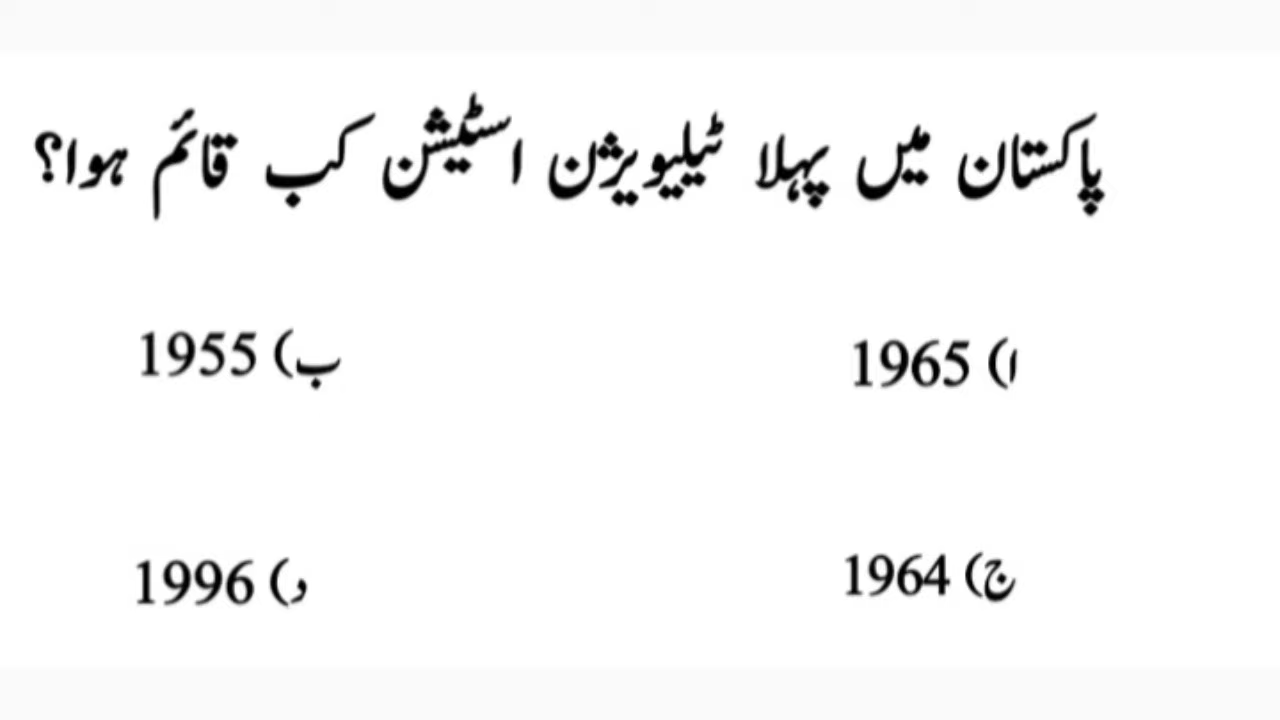 پاکستان میں پہلا ٹیلیویژن اسٹیشن کب قائم ہوا؟
ا) 1965 ب) 1955
ج) 1964 د) 1996